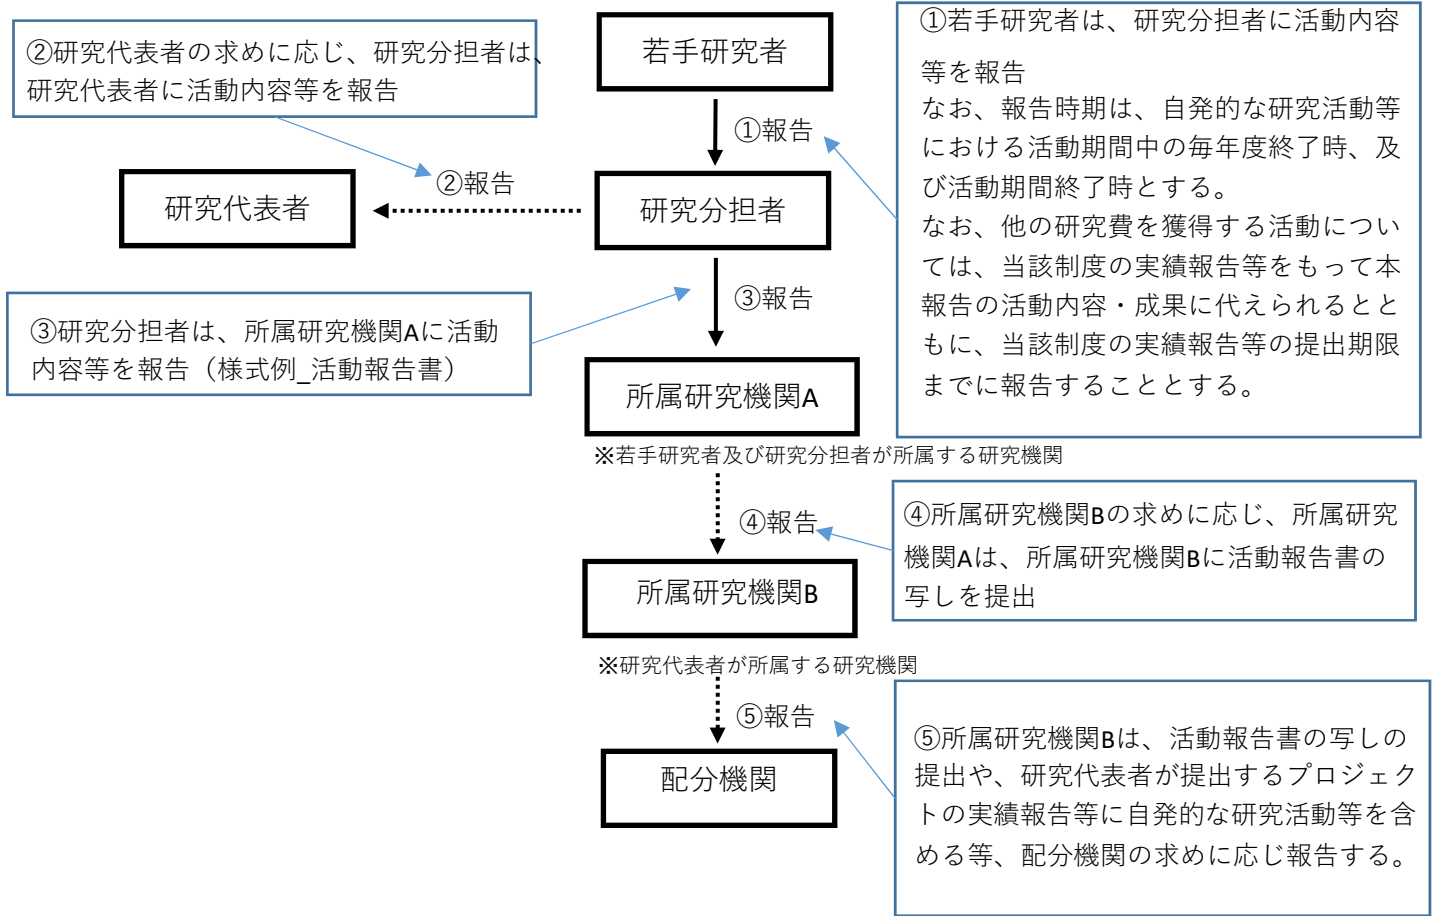 若手研究者
①若手研究者は、研究分担者に活動内容
等を報告
なお、報告時期は、自発的な研究活動等
における活動期間中の毎年度終了時、及
び活動期間終了時とする。
なお、他の研究費を獲得する活動につい
ては、当該制度の実績報告等をもって本
報告の活動内容・成果に代えられるとと
もに、当該制度の実績報告等の提出期限
までに報告することとする。
②研究代表者の求めに応じ、研究分担者は、
研究代表者に活動内容等を報告
①報告
②報告
研究代表者
研究分担者
③報告
③研究分担者は、所属研究機関Aに活動
内容等を報告（様式例_活動報告書）
所属研究機関A
※若手研究者及び研究分担者が所属する研究機関
④報告
④所属研究機関Bの求めに応じ、所属研究
機関Aは、所属研究機関Bに活動報告書の
写しを提出
所属研究機関B
※研究代表者が所属する研究機関
⑤報告
⑤所属研究機関Bは、活動報告書の写しの
提出や、研究代表者が提出するプロジェク
トの実績報告等に自発的な研究活動等を含
める等、配分機関の求めに応じ報告する。
配分機関